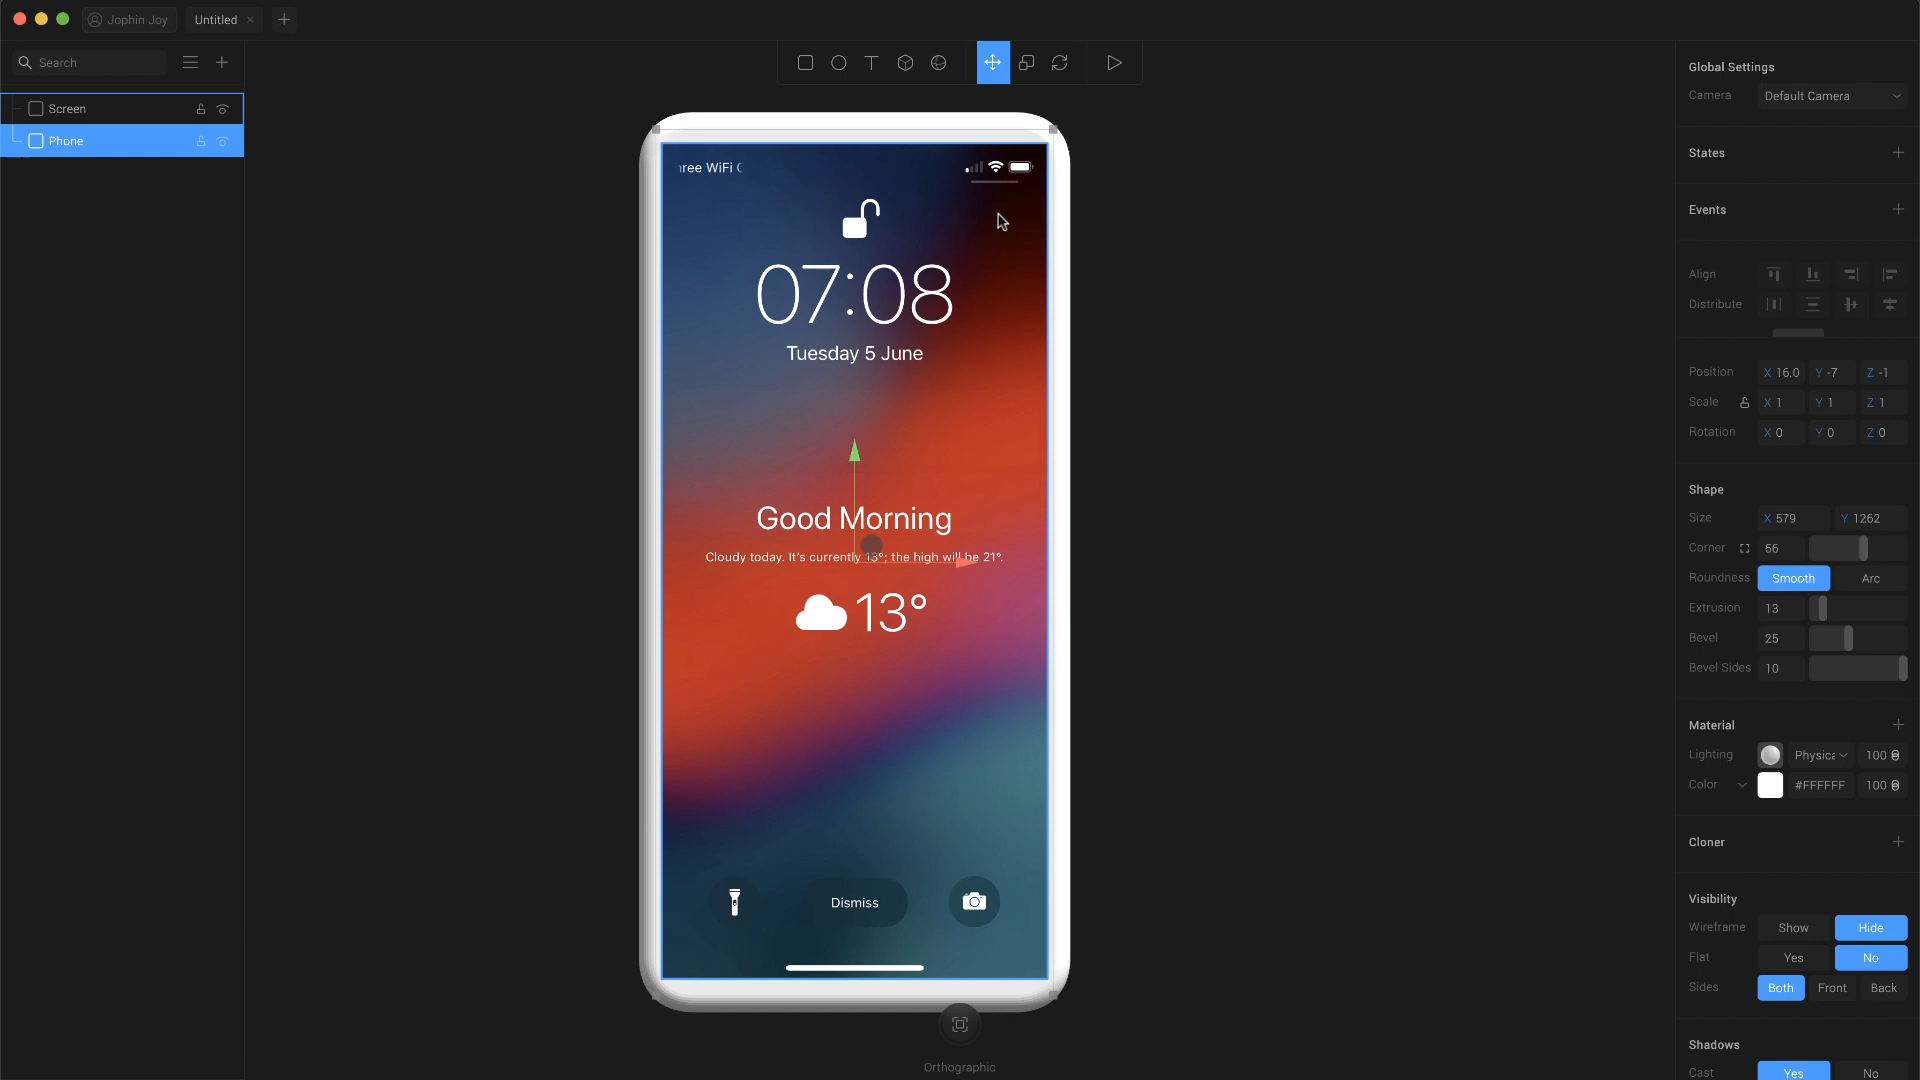 Jophin Joy
Untitled
Search
Screen
Phone
hree WiFi
07:08
Tuesday 5 June
Good Morning
Cloudy today. It's currently 13°; the high will be 21°.
13°
Dismiss
Orthographic
Global Settings
Camera Default Camera
States
Events
Align
Distribute
Position X 16.0 Y -7 Z -1
Scale X 1 Y 1 Z 1
Rotation X 0 Y 0 Z 0
Shape
Size X 579 Y 1262
Corner 56
Roundness Smooth Arc
Extrusion 13
Bevel 25
Bevel Sides 10
Material
Lighting Physica 100
Color #FFFFFF 100
Cloner
Visibility
Wireframe Show Hide
Flat Yes No
Sides Both Front Back
Shadows
Cast Yes No